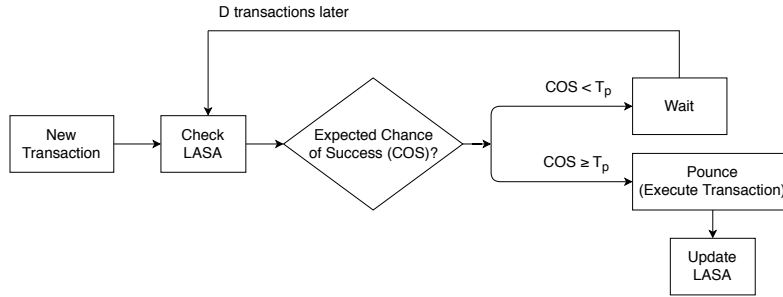 D transactions later
New
Transaction
Check
LASA
Expected Chance
of Success (COS)?
COS < Tₚ
Wait
COS ≥ Tₚ
Pounce
(Execute Transaction)
Update
LASA